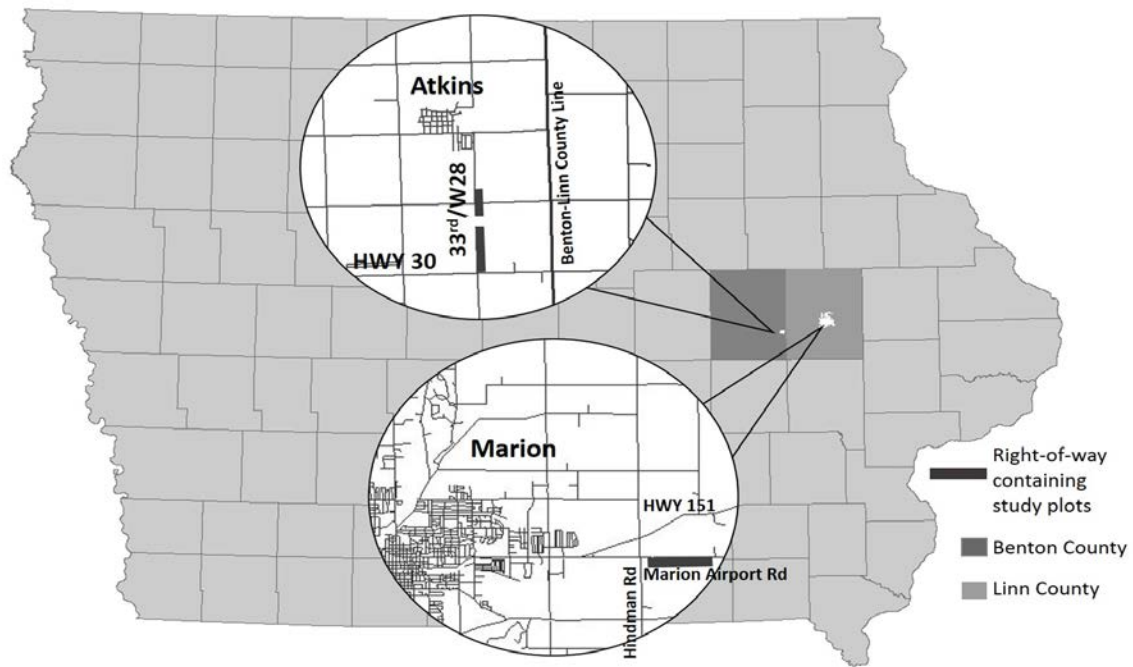 Atkins
33rd/W28
Benton-Linn County Line
HWY 30
Marion
HWY 151
Marion Airport Rd
Hindman Rd
Right-of-way
containing
study plots
Benton County
Linn County